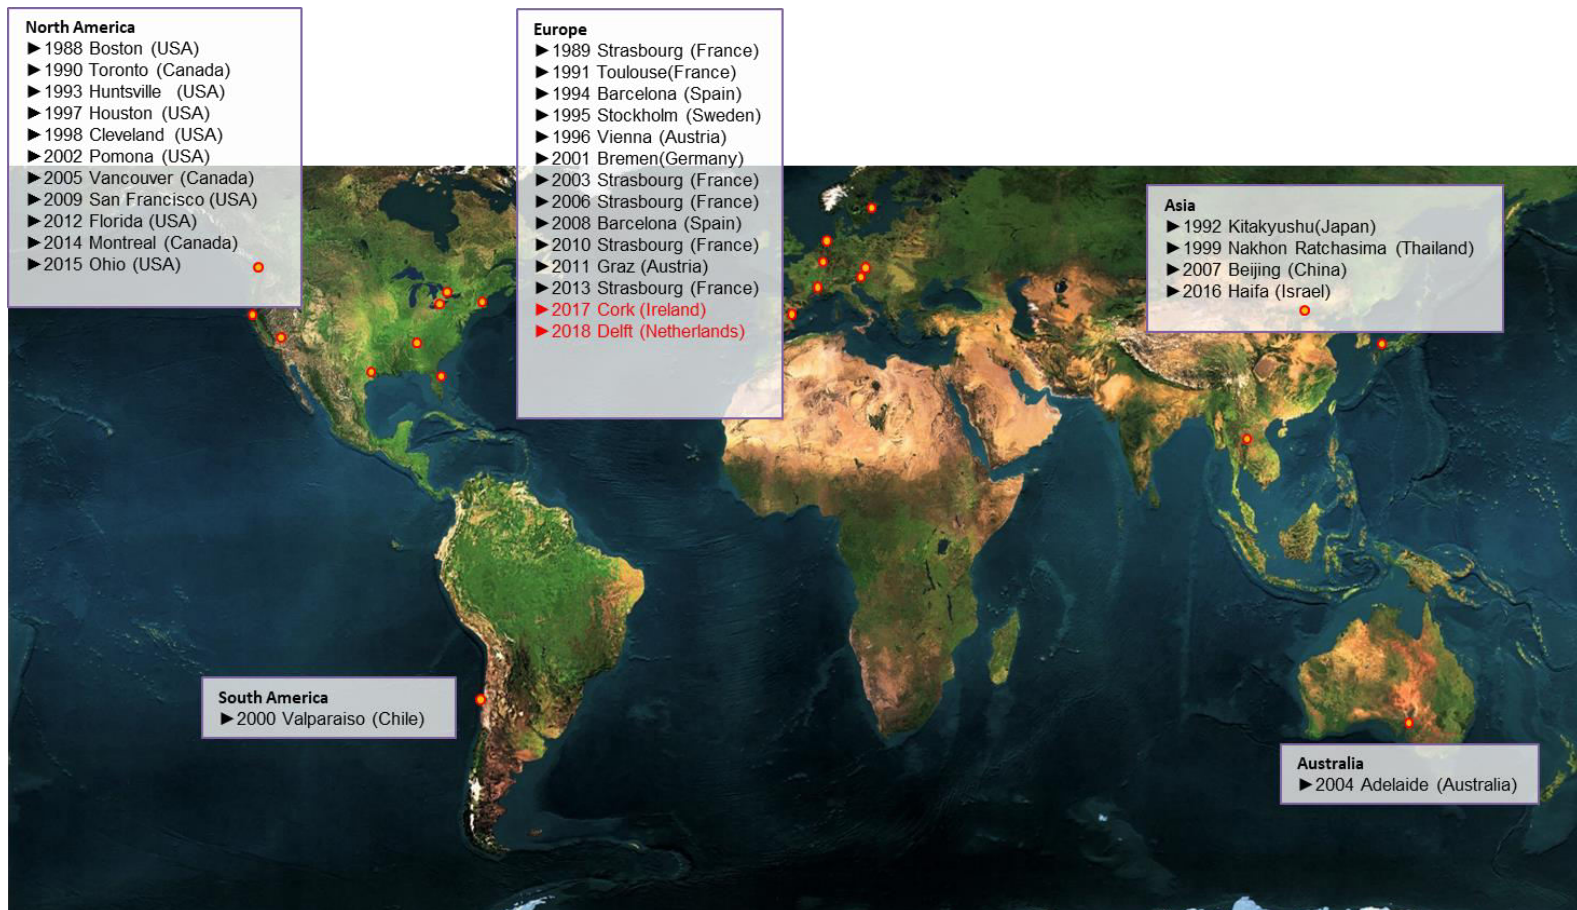 North America
►1988 Boston (USA)
►1990 Toronto (Canada)
►1993 Huntsville (USA)
►1997 Houston (USA)
►1998 Cleveland (USA)
►2002 Pomona (USA)
►2005 Vancouver (Canada)
►2009 San Francisco (USA)
►2012 Florida (USA)
►2014 Montreal (Canada)
►2015 Ohio (USA)
Europe
►1989 Strasbourg (France)
►1991 Toulouse(France)
►1994 Barcelona (Spain)
►1995 Stockholm (Sweden)
►1996 Vienna (Austria)
►2001 Bremen(Germany)
►2003 Strasbourg (France)
►2006 Strasbourg (France)
►2008 Barcelona (Spain)
►2010 Strasbourg (France)
►2011 Graz (Austria)
►2013 Strasbourg (France)
►2017 Cork (Ireland)
►2018 Delft (Netherlands)
Asia
►1992 Kitakyushu(Japan)
►1999 Nakhon Ratchasima (Thailand)
►2007 Beijing (China)
►2016 Haifa (Israel)
South America
►2000 Valparaiso (Chile)
Australia
►2004 Adelaide (Australia)